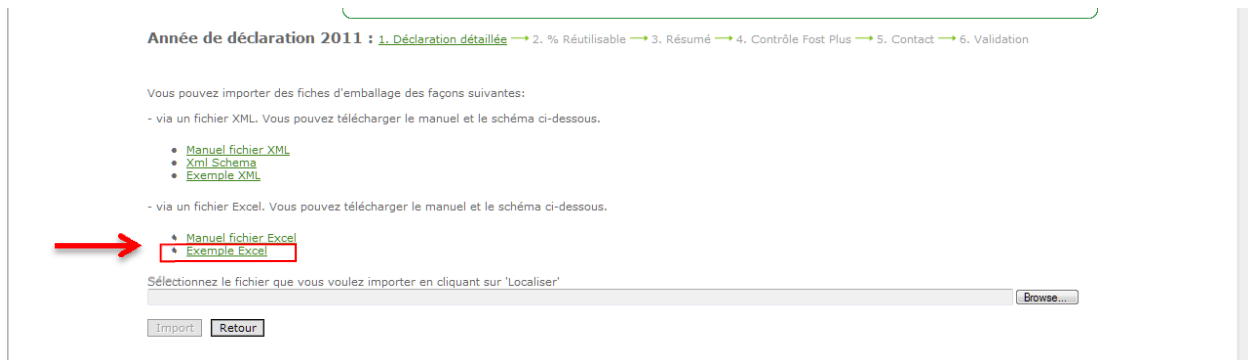 Année de déclaration 2011 : 1. Déclaration détaillée → 2. % Réutilisable → 3. Résumé → 4. Contrôle Fost Plus → 5. Contact → 6. Validation
Vous pouvez importer des fiches d'emballage des façons suivantes:
- via un fichier XML. Vous pouvez télécharger le manuel et le schéma ci-dessous.
• Manuel fichier XML
• Xml Schema
• Exemple XML
- via un fichier Excel. Vous pouvez télécharger le manuel et le schéma ci-dessous.
• Manuel fichier Excel
• Exemple Excel
Sélectionnez le fichier que vous voulez importer en cliquant sur 'Localiser'
Browse...
Import Retour